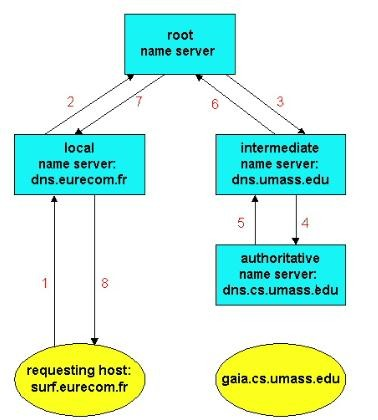 root
name server
2
7
6
3
local
name server:
dns.eurecom.fr
intermediate
name server:
dns.umass.edu
5
4
authoritative
name server:
dns.cs.umass.edu
1
8
requesting host:
surf.eurecom.fr
gaia.cs.umass.edu